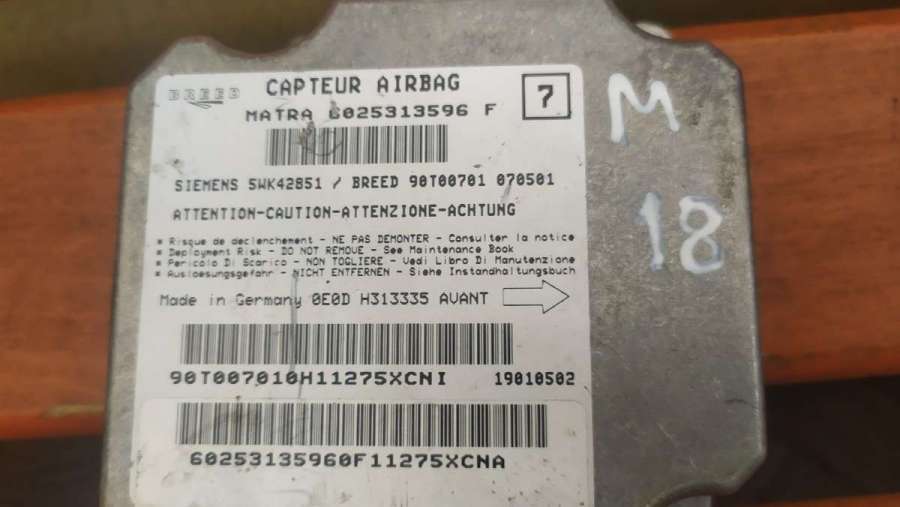 BREED
CAPTEUR AIRBAG
7
MATRA 6025313596 F
SIEMENS 5WK42851 / BREED 90T00701 070501
ATTENTION-CAUTION-ATTENZIONE-ACHTUNG
* Risque de declenchement - NE PAS DEMONTER - Consulter la notice
* Deployment Risk - DO NOT REMOVE - See Maintenance Book
* Pericolo Di Scarico - NON TOGLIERE - Vedi Libro Di Manutenzione
* Ausloesungsgefahr - NICHT ENTFERNEN - Siehe Instandhaltungsbuch
Made in Germany 0E0D H313335 AVANT
90T007010H11275XCNI 19010502
60253135960F11275XCNA
M
18